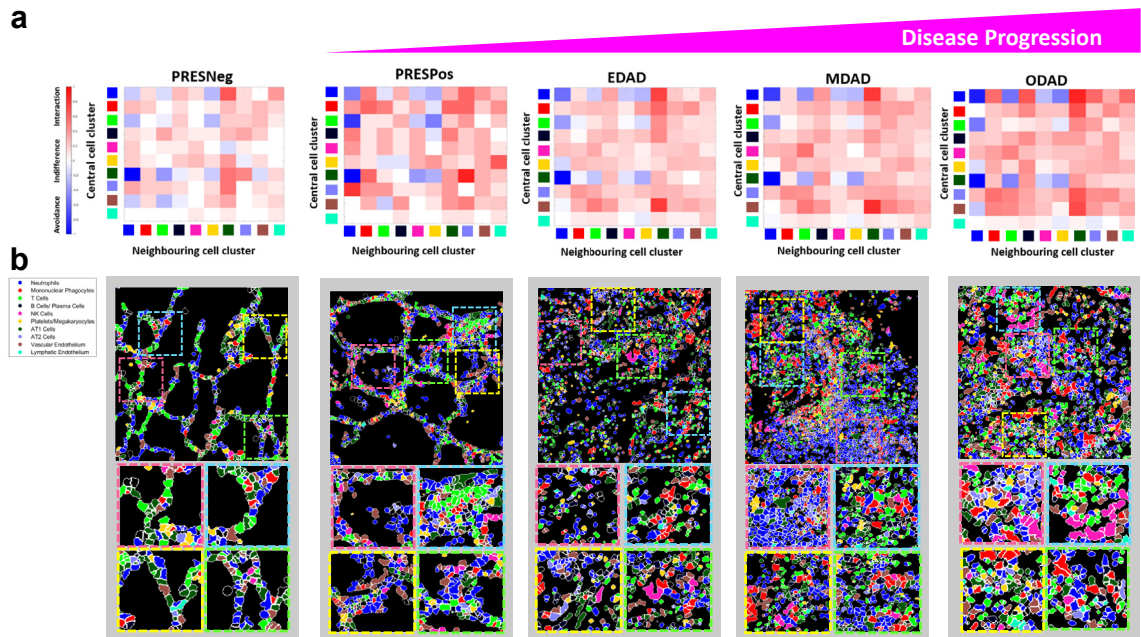 a
Disease Progression
PRESNeg
PRESPos
EDAD
MDAD
ODAD
Interaction
Indifference
Avoidance
Central cell cluster
Central cell cluster
Central cell cluster
Central cell cluster
Central cell cluster
Neighbouring cell cluster
Neighbouring cell cluster
Neighbouring cell cluster
Neighbouring cell cluster
Neighbouring cell cluster
b
Neutrophils
Mononuclear Phagocytes
T Cells
B Cells/ Plasma Cells
NK Cells
Platelets/Megakaryocytes
AT1 Cells
AT2 Cells
Vascular Endothelium
Lymphatic Endothelium